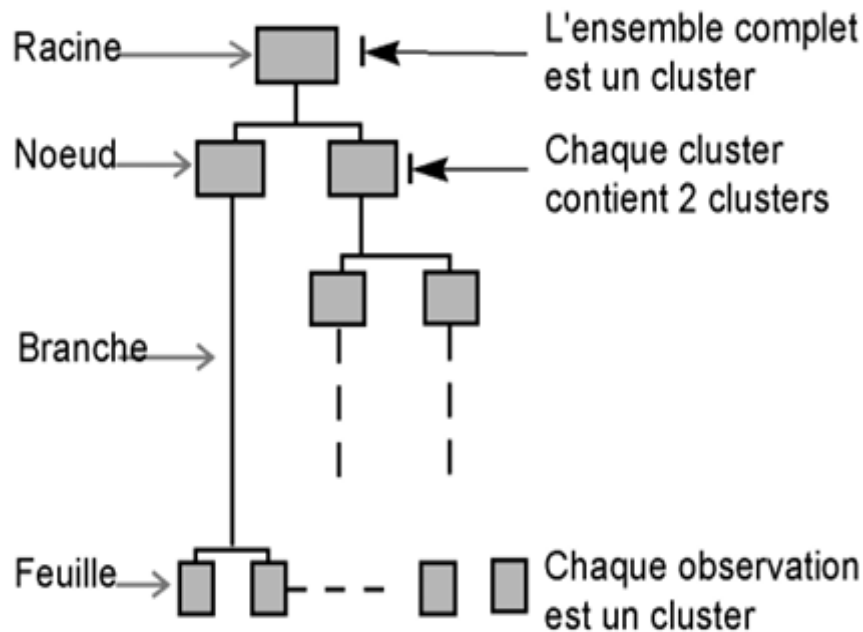 Racine
L'ensemble complet
est un cluster
Noeud
Chaque cluster
contient 2 clusters
Branche
Feuille
Chaque observation
est un cluster